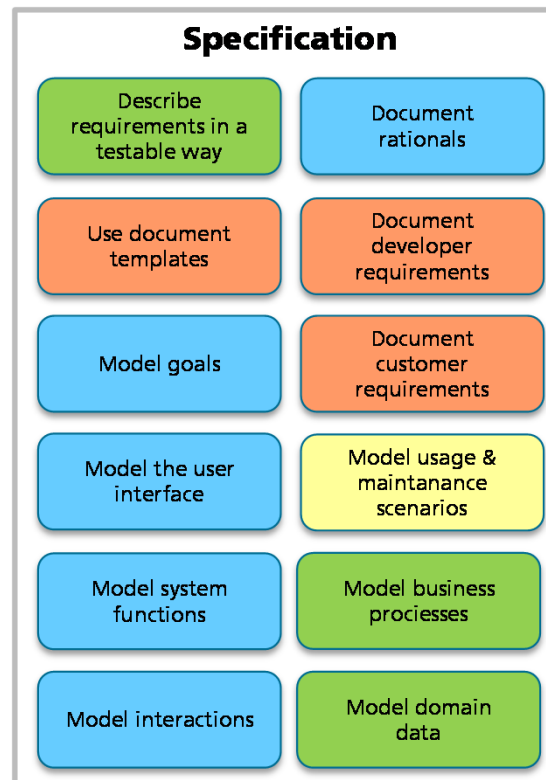 Specification
Describe
requirements in a
testable way
Document
rationals
Use document
templates
Document
developer
requirements
Model goals
Document
customer
requirements
Model the user
interface
Model usage &
maintanance
scenarios
Model system
functions
Model business
prociesses
Model interactions
Model domain
data